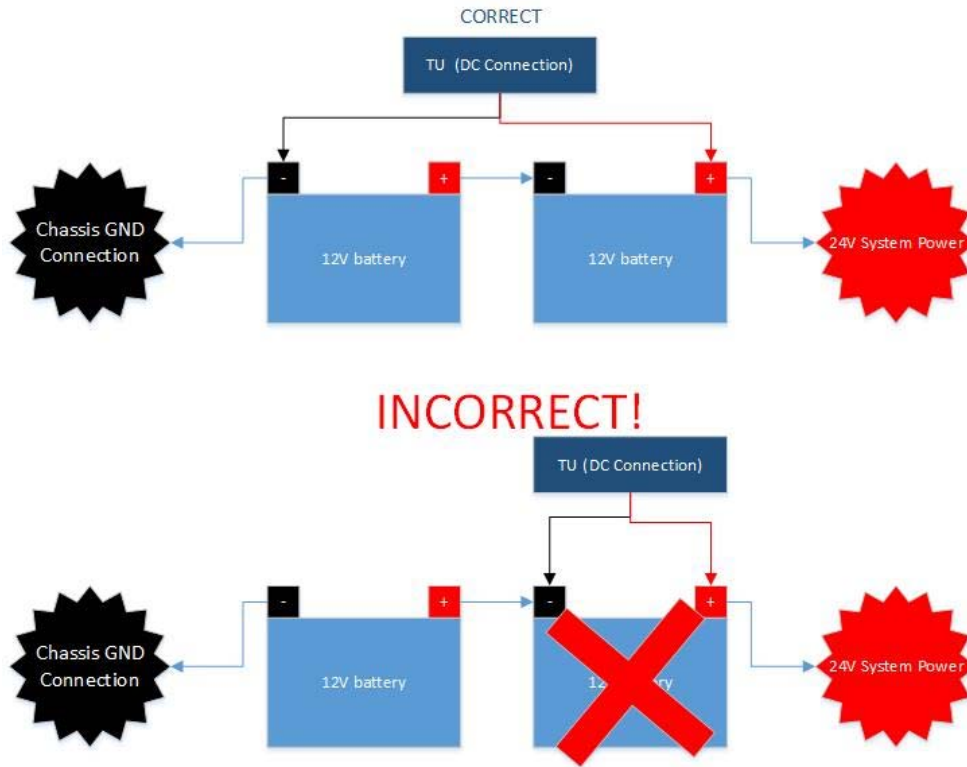 CORRECT
TU (DC Connection)
- + - +
Chassis GND
Connection
12V battery
12V battery
24V System Power
INCORRECT!
TU (DC Connection)
- + - +
Chassis GND
Connection
12V battery
24V System Power